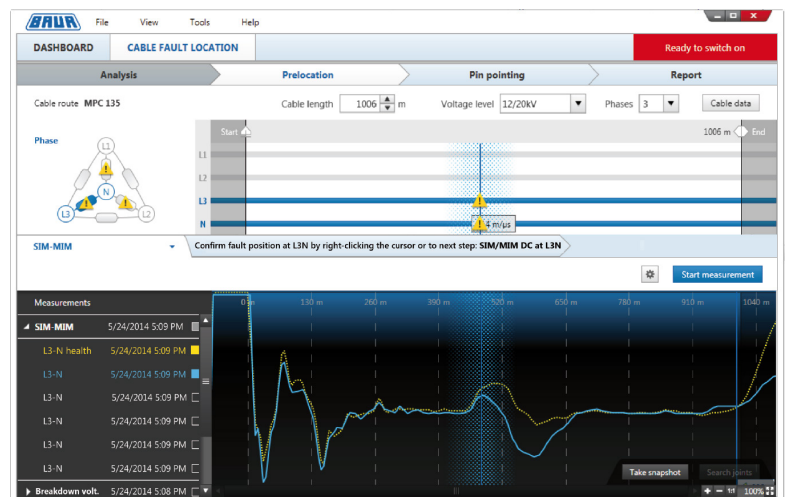 BAUR File View Tools Help
DASHBOARD CABLE FAULT LOCATION Ready to switch on
Analysis Prelocation Pin pointing Report
Cable route MPC 135 Cable length 1006 m Voltage level 12/20kV Phases 3 Cable data
Phase Start 1006 m End
L1
L1
L2
N
L3
L3 L2
N
4 m/µs
SIM-MIM Confirm fault position at L3N by right-clicking the cursor or to next step: SIM/MIM DC at L3N
Start measurement
Measurements 0 m 130 m 260 m 390 m 520 m 650 m 780 m 910 m 1040 m
SIM-MIM 5/24/2014 5:09 PM
L3-N health 5/24/2014 5:09 PM
L3-N 5/24/2014 5:09 PM
L3-N 5/24/2014 5:09 PM
L3-N 5/24/2014 5:09 PM
L3-N 5/24/2014 5:09 PM
L3-N 5/24/2014 5:09 PM
Take snapshot Search joints
Breakdown volt. 5/24/2014 5:08 PM 1:1 100%